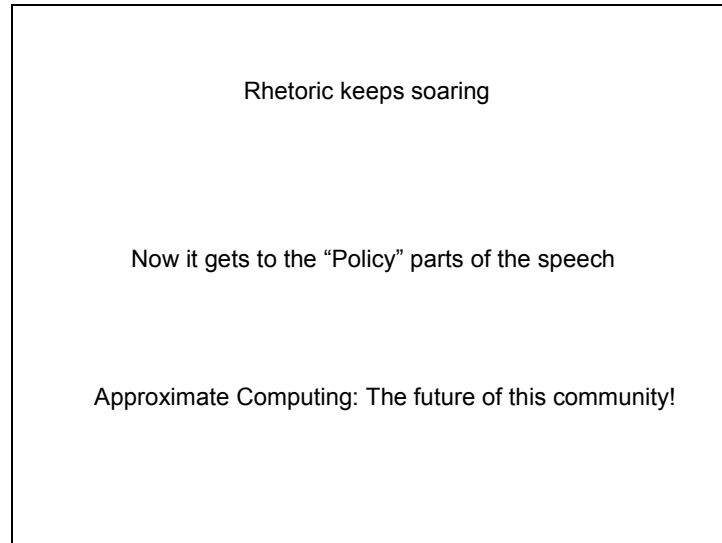 Rhetoric keeps soaring
Now it gets to the “Policy” parts of the speech
Approximate Computing: The future of this community!